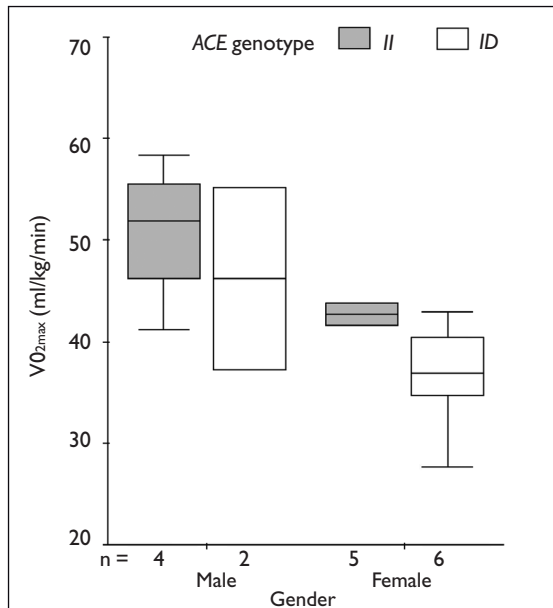 ACE genotype II ID
70
60
50
40
30
20
V0₂max (ml/kg/min)
n = 4 2 5 6
Male Female
Gender